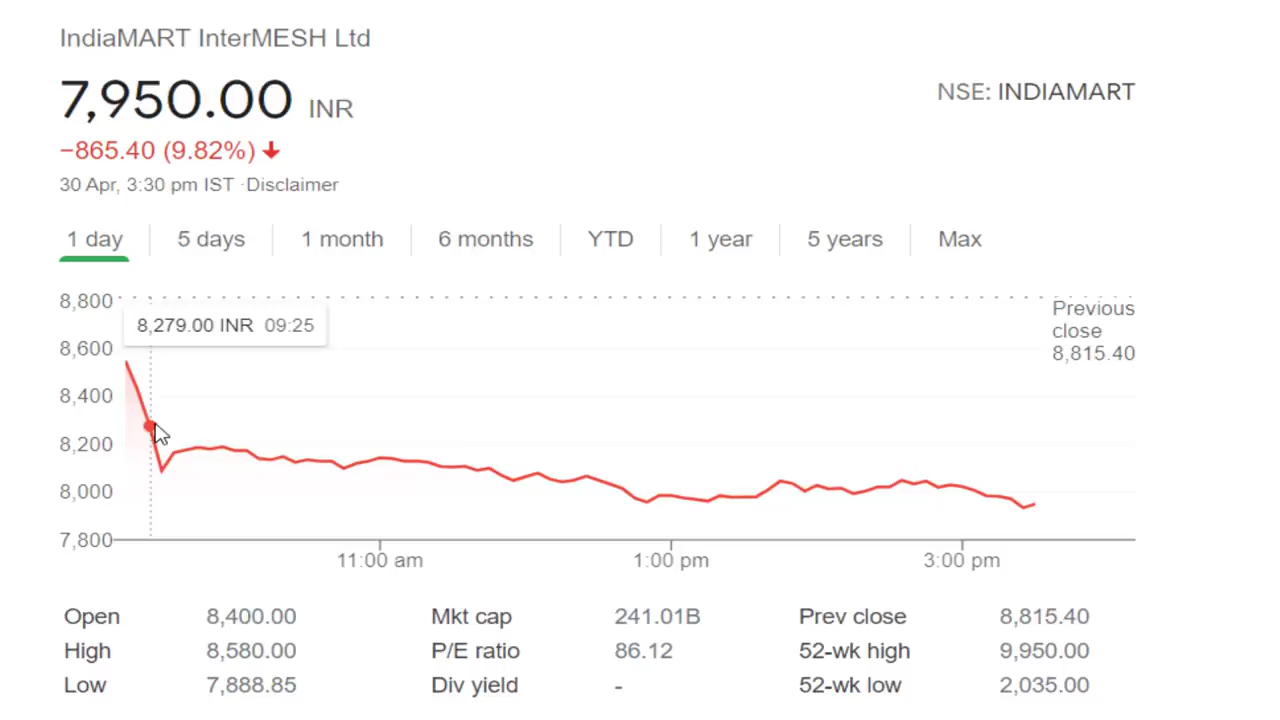 IndiaMART InterMESH Ltd
7,950.00 INR
NSE: INDIAMART
−865.40 (9.82%)
30 Apr, 3:30 pm IST ·Disclaimer
1 day 5 days 1 month 6 months YTD 1 year 5 years Max
8,800
8,279.00 INR 09:25
Previous
close
8,815.40
8,600
8,400
8,200
8,000
7,800
11:00 am 1:00 pm 3:00 pm
Open 8,400.00 Mkt cap 241.01B Prev close 8,815.40
High 8,580.00 P/E ratio 86.12 52-wk high 9,950.00
Low 7,888.85 Div yield - 52-wk low 2,035.00